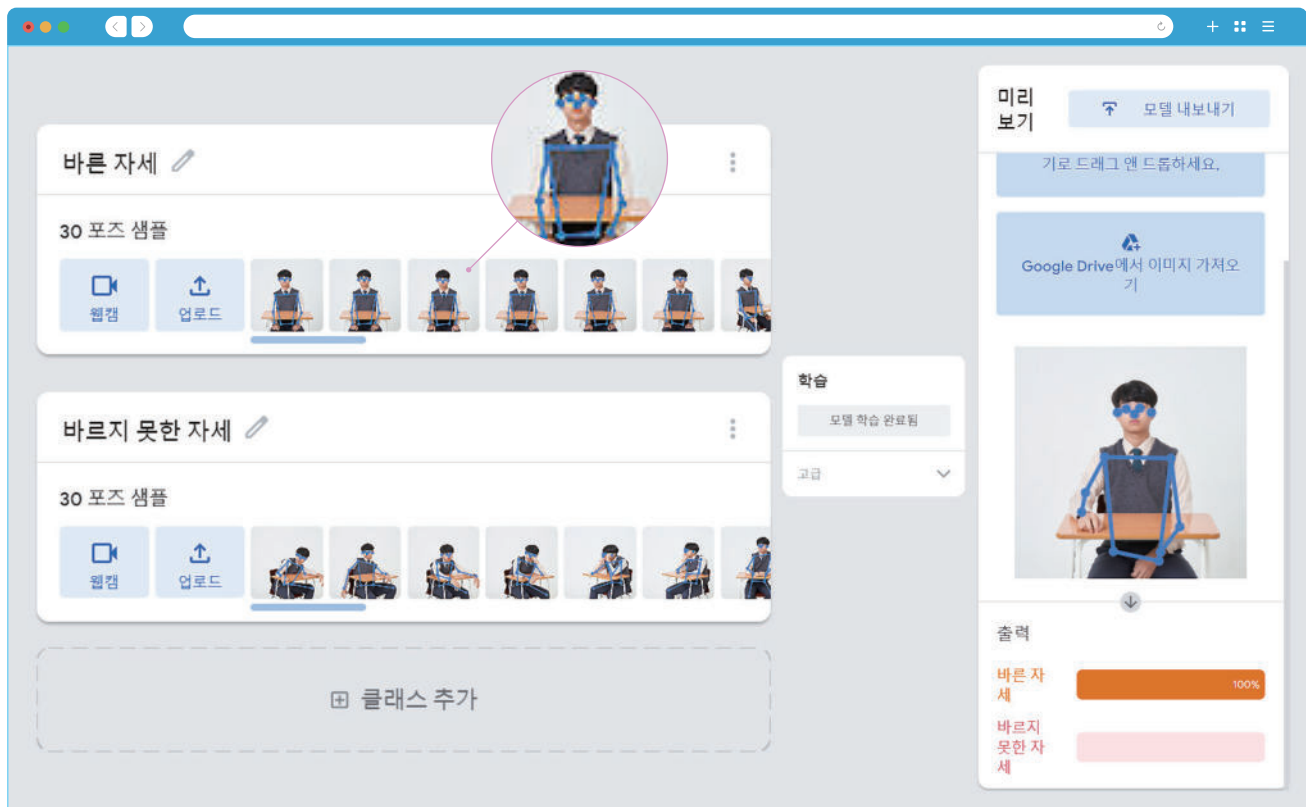 바른 자세
30 포즈 샘플
웹캠
업로드
바르지 못한 자세
30 포즈 샘플
웹캠
업로드
클래스 추가
학습
모델 학습 완료됨
고급
미리
보기
모델 내보내기
기로 드래그 앤 드롭하세요.
Google Drive에서 이미지 가져오
기
출력
바른 자
세
100%
바르지
못한 자
세